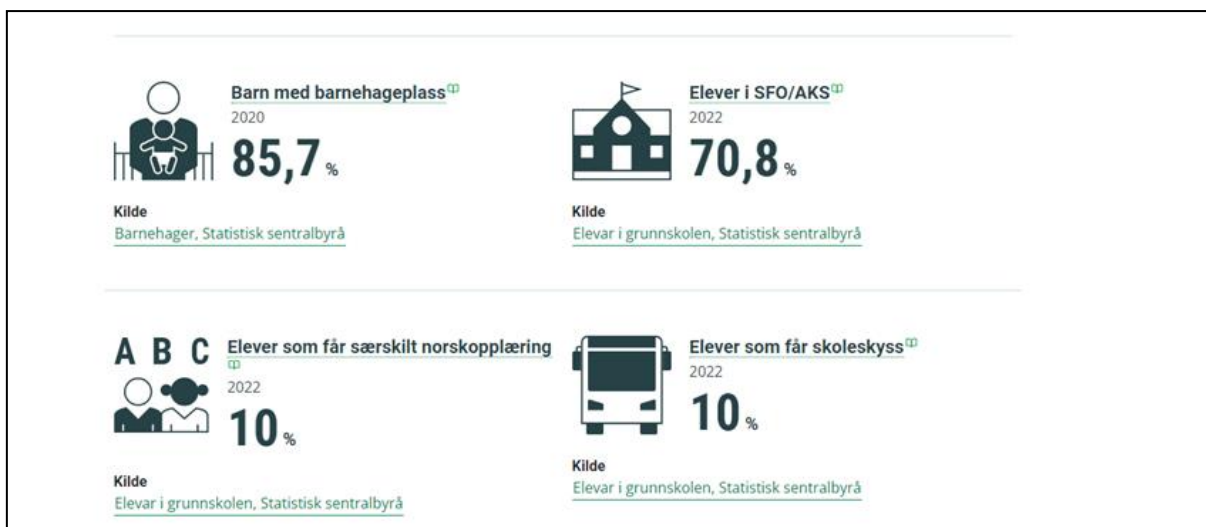 Barn med barnehageplass
2020
85,7 %
Kilde
Barnehager, Statistisk sentralbyrå
Elever i SFO/AKS
2022
70,8 %
Kilde
Elevar i grunnskolen, Statistisk sentralbyrå
A B C
Elever som får særskilt norskopplæring
2022
10 %
Kilde
Elevar i grunnskolen, Statistisk sentralbyrå
Elever som får skoleskyss
2022
10 %
Kilde
Elevar i grunnskolen, Statistisk sentralbyrå